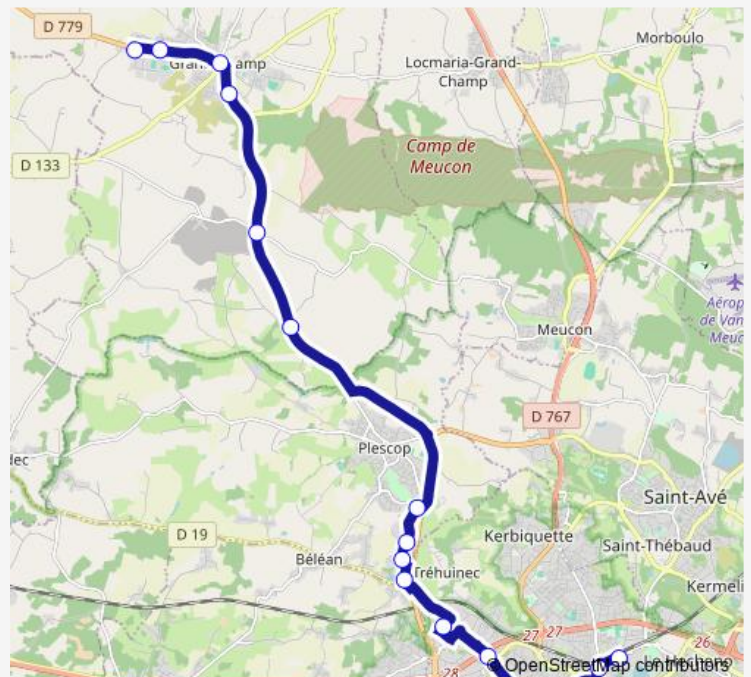 D 779
Morboulo
Locmaria-Grand-
Champ
Camp de
Meucon
D 133
Meucon
D 767
Plescop
Saint-Avé
D 19
Kerbiquette
Saint-Thébaud
Béléan
Tréhuinec
27 27
26
28
© OpenStreetMap contributors